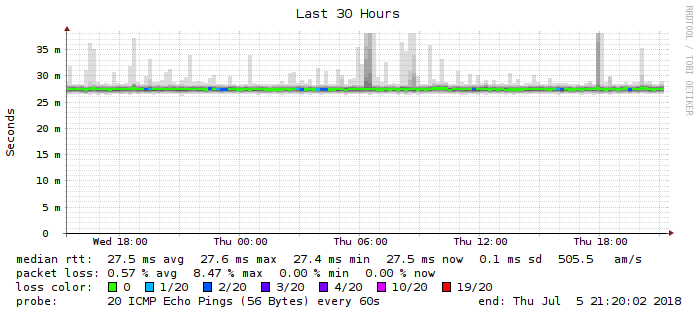 Last 30 Hours
RRDTOOL / TOBI OETIKER
Seconds
35 m
30 m
25 m
20 m
15 m
10 m
5 m
0
Wed 18:00 Thu 00:00 Thu 06:00 Thu 12:00 Thu 18:00
median rtt: 27.5 ms avg 27.6 ms max 27.4 ms min 27.5 ms now 0.1 ms sd 505.5 am/s
packet loss: 0.57 % avg 8.47 % max 0.00 % min 0.00 % now
loss color: 0 1/20 2/20 3/20 4/20 10/20 19/20
probe: 20 ICMP Echo Pings (56 Bytes) every 60s end: Thu Jul 5 21:20:02 2018